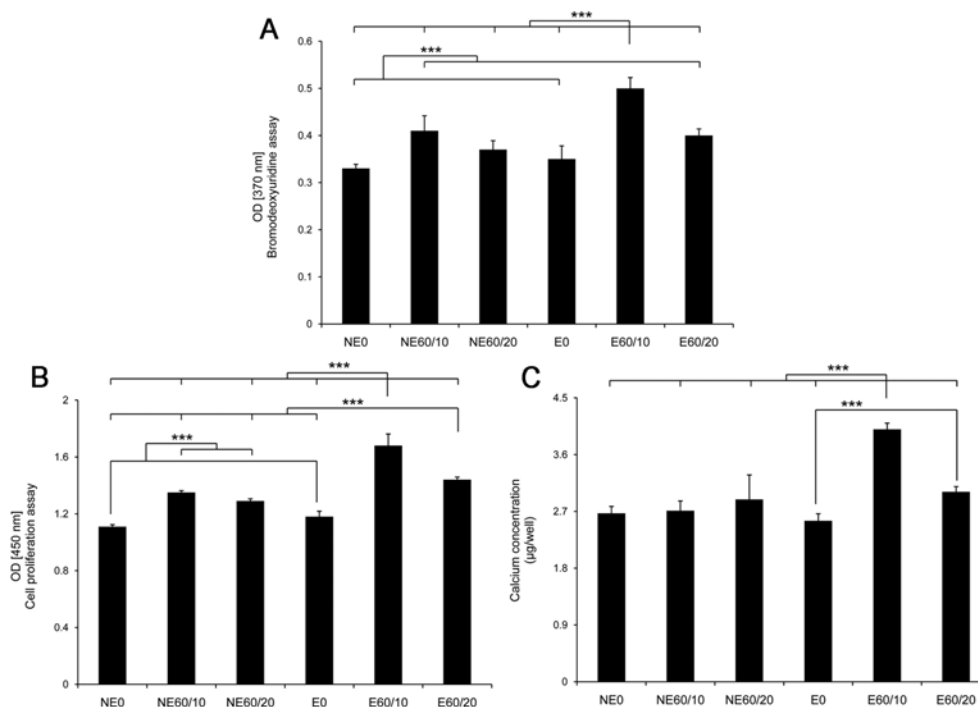 A
***
***
0.6
0.5
0.4
0.3
0.2
0.1
0
OD [370 nm]
Bromodeoxyuridine assay
NE0 NE60/10 NE60/20 E0 E60/10 E60/20
B
***
***
***
2
1.6
1.2
0.8
0.4
0
OD [450 nm]
Cell proliferation assay
NE0 NE60/10 NE60/20 E0 E60/10 E60/20
C
***
***
4.5
3.6
2.7
1.8
0.9
0.0
Calcium concentration
(µg/well)
NE0 NE60/10 NE60/20 E0 E60/10 E60/20